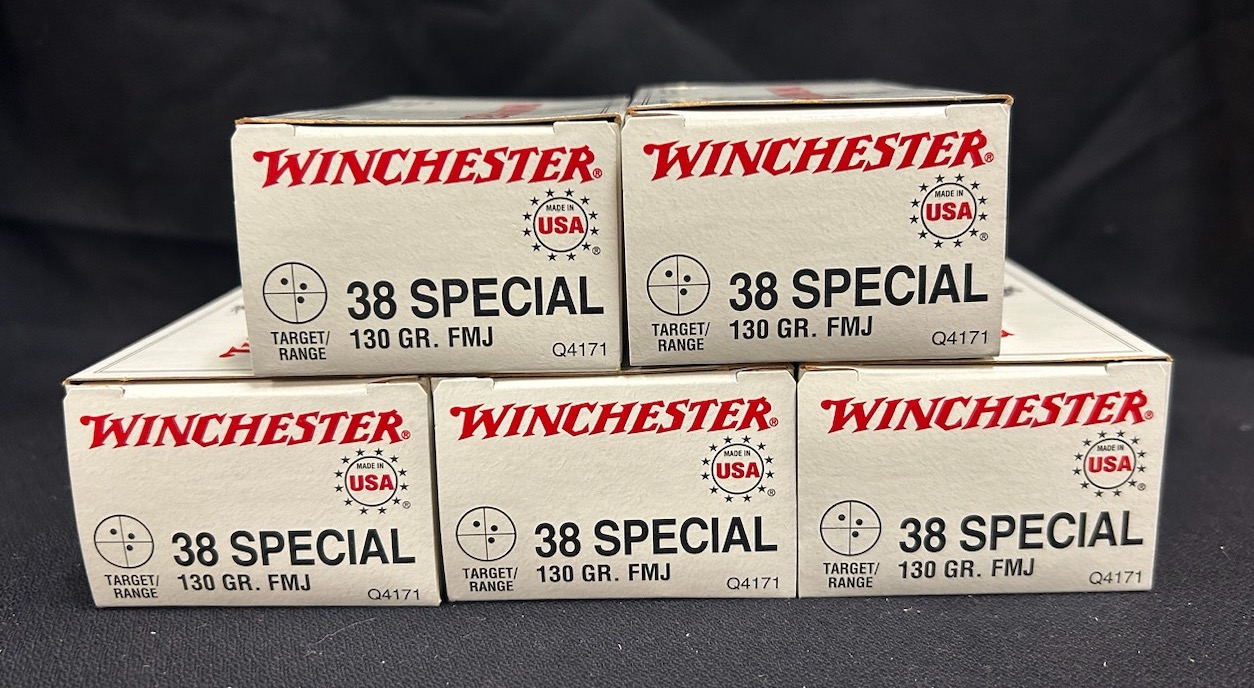 WINCHESTER®
MADE IN
USA
®
38 SPECIAL
TARGET/
RANGE
130 GR. FMJ
Q4171
WINCHESTER®
MADE IN
USA
®
38 SPECIAL
TARGET/
RANGE
130 GR. FMJ
Q4171
WINCHESTER®
MADE IN
USA
®
38 SPECIAL
TARGET/
RANGE
130 GR. FMJ
Q4171
WINCHESTER®
MADE IN
USA
®
38 SPECIAL
TARGET/
RANGE
130 GR. FMJ
Q4171
WINCHESTER®
MADE IN
USA
®
38 SPECIAL
TARGET/
RANGE
130 GR. FMJ
Q4171